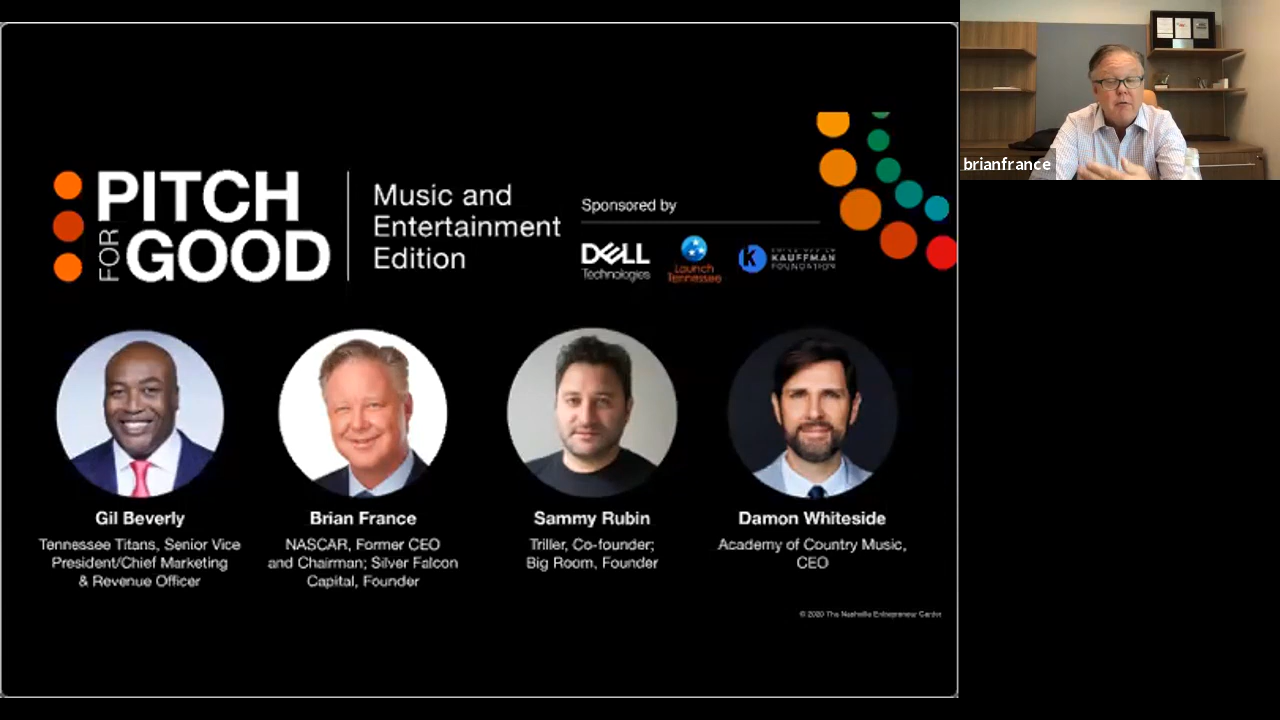 PITCH
FOR
GOOD
Music and
Entertainment
Edition
Sponsored by
DELL
Technologies
Launch
Tennessee
K
KAUFFMAN
FOUNDATION
Gil Beverly
Tennessee Titans, Senior Vice
President/Chief Marketing
& Revenue Officer
Brian France
NASCAR, Former CEO
and Chairman; Silver Falcon
Capital, Founder
Sammy Rubin
Triller, Co-founder;
Big Room, Founder
Damon Whiteside
Academy of Country Music,
CEO
© 2020 The Nashville Entrepreneur Center
brianfrance